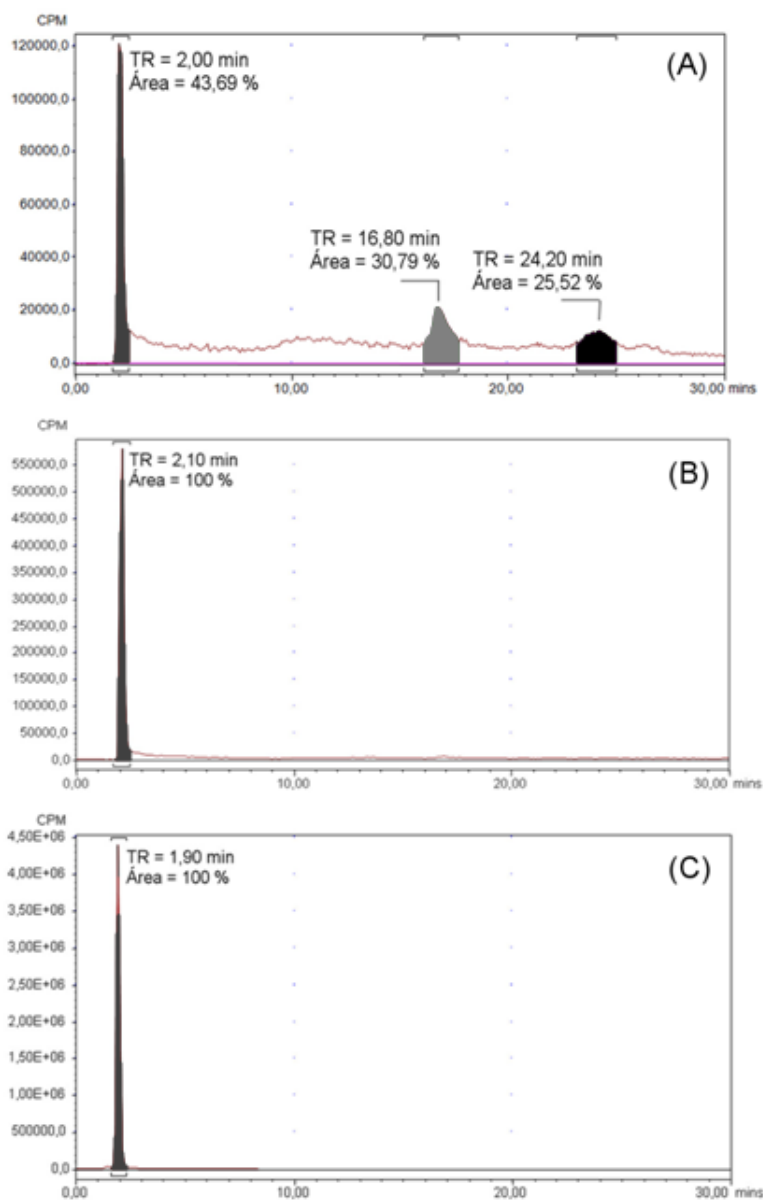 CPM
120000,0
100000,0
80000,0
60000,0
40000,0
20000,0
0,0
TR = 2,00 min
Área = 43,69 %
(A)
TR = 16,80 min
Área = 30,79 %
TR = 24,20 min
Área = 25,52 %
0,00 10,00 20,00 30,00 mins
CPM
550000,0
500000,0
450000,0
400000,0
350000,0
300000,0
250000,0
200000,0
150000,0
100000,0
50000,0
0,0
TR = 2,10 min
Área = 100 %
(B)
0,00 10,00 20,00 30,00 mins
CPM
4,50E+06
4,00E+06
3,50E+06
3,00E+06
2,50E+06
2,00E+06
1,50E+06
1,00E+06
500000,0
0,0
TR = 1,90 min
Área = 100 %
(C)
0,00 10,00 20,00 30,00 mins